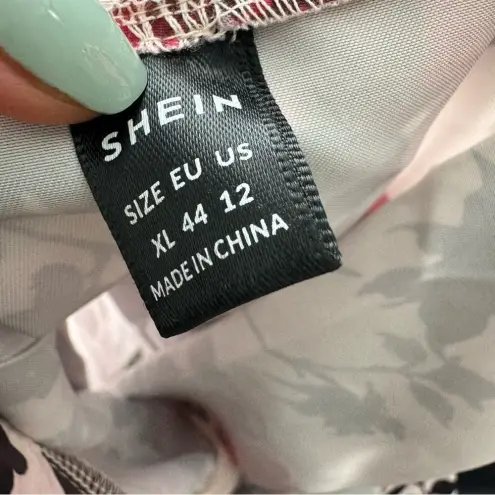 SHEIN
SIZE EU US
XL 44 12
MADE IN CHINA